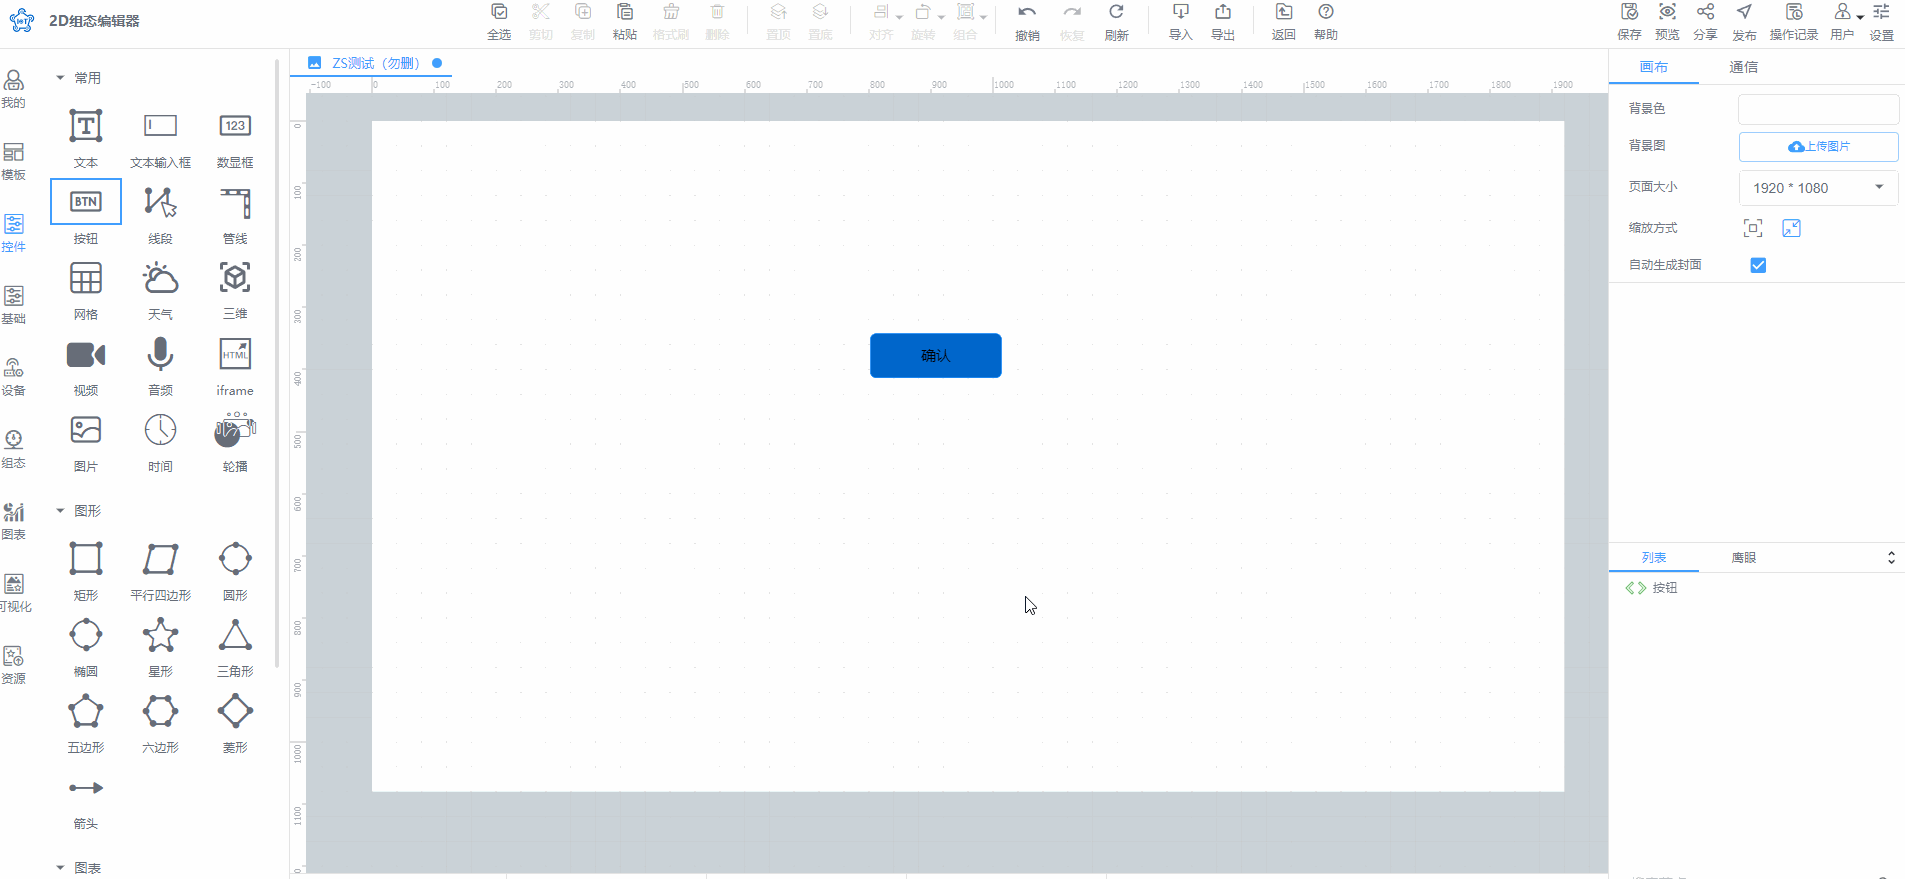 2D组态编辑器
全选 剪切 复制 粘贴 格式刷 删除 置顶 置底 对齐 旋转 组合 撤销 恢复 刷新 导入 导出 返回 帮助 保存 预览 分享 发布 操作记录 用户 设置
我的
模板
控件
基础
设备
组态
图表
可视化
资源
常用
T
123
文本 文本输入框 数显框
BTN
按钮 线段 管线
网格 天气 三维
HTML
视频 音频 iframe
图片 时间 轮播
图形
矩形 平行四边形 圆形
椭圆 星形 三角形
五边形 六边形 菱形
箭头
图表
ZS测试（勿删）
-100 0 100 200 300 400 500 600 700 800 900 1000 1100 1200 1300 1400 1500 1600 1700 1800 1900
0
100
200
300
400
500
600
700
800
900
1000
1100
确认
画布 通信
背景色
背景图 上传图片
页面大小 1920 * 1080
缩放方式
自动生成封面
列表 鹰眼
按钮